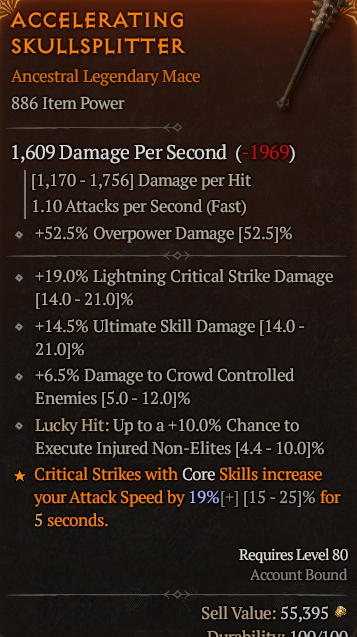 ACCELERATING
SKULLSPLITTER
Ancestral Legendary Mace
886 Item Power
1,609 Damage Per Second (-1969)
[1,170 - 1,756] Damage per Hit
1.10 Attacks per Second (Fast)
+52.5% Overpower Damage [52.5]%
+19.0% Lightning Critical Strike Damage
[14.0 - 21.0]%
+14.5% Ultimate Skill Damage [14.0 -
21.0]%
+6.5% Damage to Crowd Controlled
Enemies [5.0 - 12.0]%
Lucky Hit: Up to a +10.0% Chance to
Execute Injured Non-Elites [4.4 - 10.0]%
Critical Strikes with Core Skills increase
your Attack Speed by 19%[+] [15 - 25]% for
5 seconds.
Requires Level 80
Account Bound
Sell Value: 55,395
Durability: 100/100